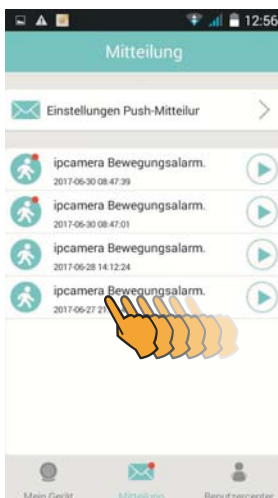 12:56
Mitteilung
Einstellungen Push-Mitteilur
ipcamera Bewegungsalarm.
2017-06-30 08:47:39
ipcamera Bewegungsalarm.
2017-06-30 08:47:01
ipcamera Bewegungsalarm.
2017-06-28 14:12:24
ipcamera Bewegungsalarm.
2017-06-27 21
Mein Gerät Mitteilung Benutzercenter